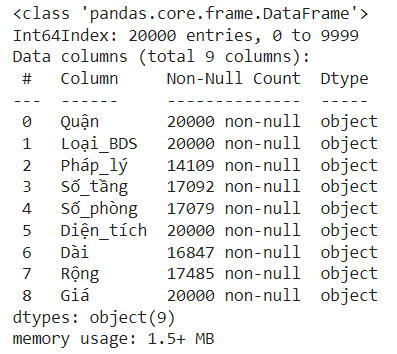 <class 'pandas.core.frame.DataFrame'>
Int64Index: 20000 entries, 0 to 9999
Data columns (total 9 columns):
 #   Column     Non-Null Count  Dtype
---  ------     --------------  -----
 0   Quận       20000 non-null  object
 1   Loại_BDS   20000 non-null  object
 2   Pháp_lý    14109 non-null  object
 3   Số_tầng    17092 non-null  object
 4   Số_phòng   17079 non-null  object
 5   Diện_tích  20000 non-null  object
 6   Dài        16847 non-null  object
 7   Rộng       17485 non-null  object
 8   Giá        20000 non-null  object
dtypes: object(9)
memory usage: 1.5+ MB